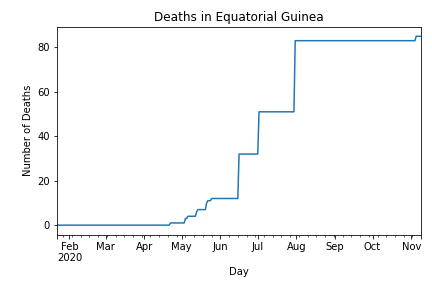 Deaths in Equatorial Guinea
Number of Deaths
80
60
40
20
0
Feb Mar Apr May Jun Jul Aug Sep Oct Nov
2020
Day